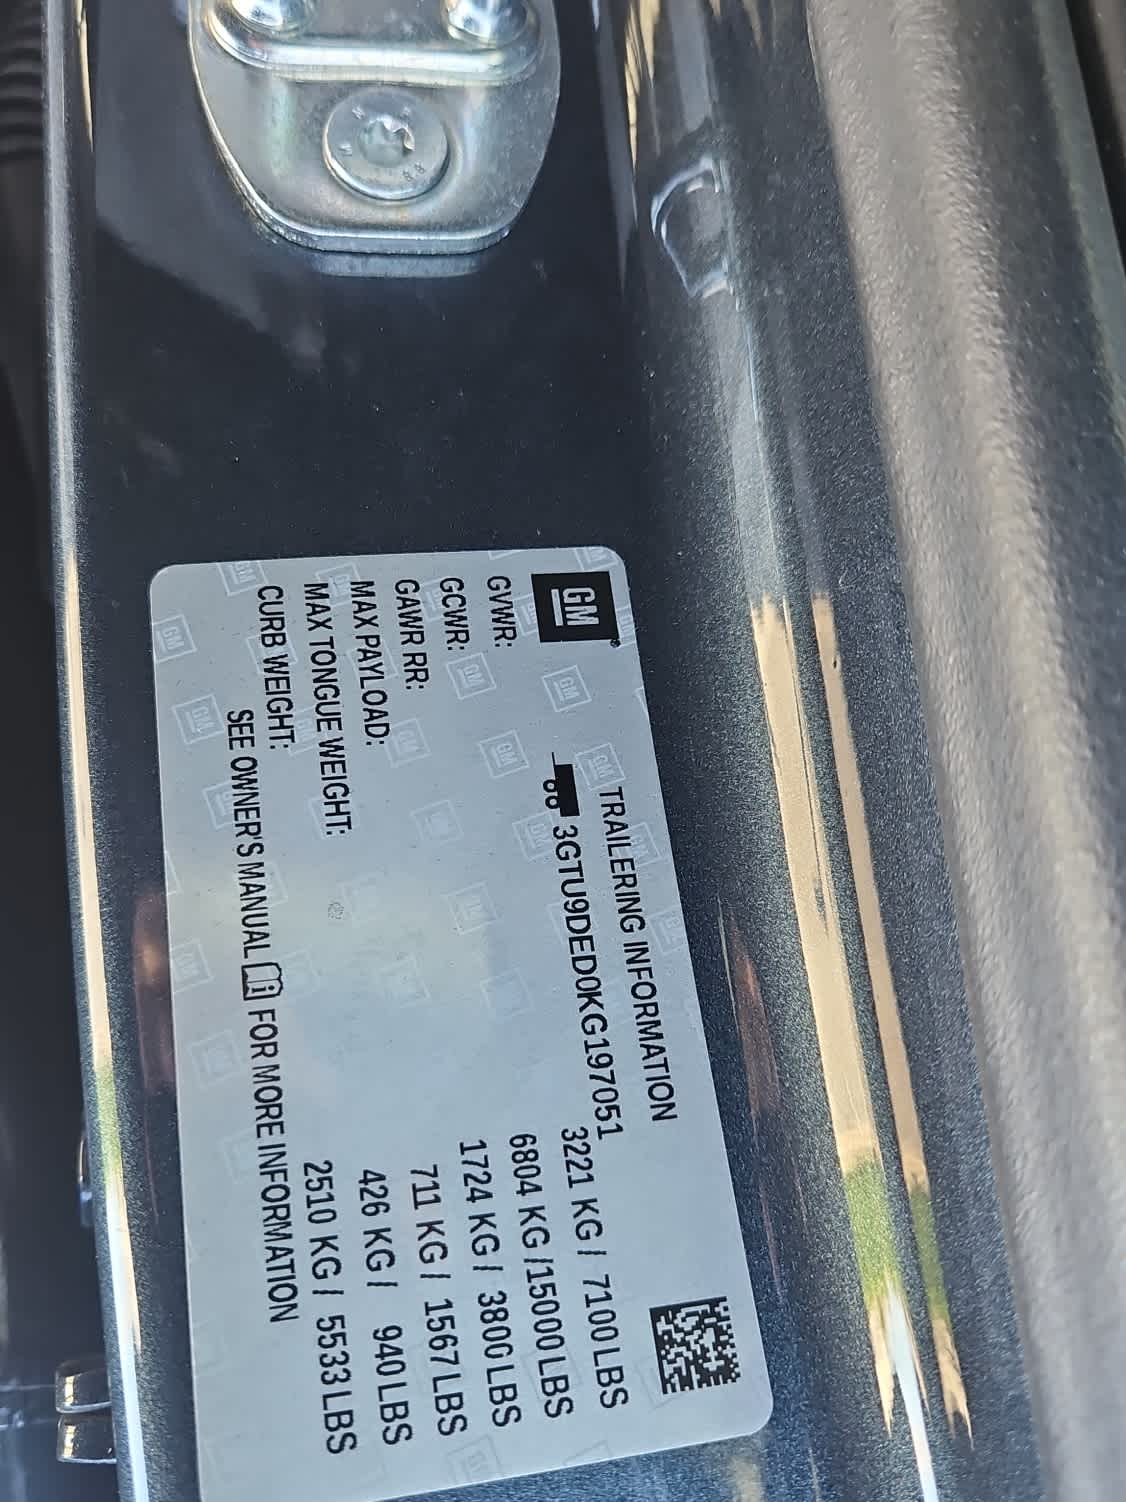 GM
TRAILERING INFORMATION
3GTU9DED0KG197051
GVWR: 3221 KG / 7100 LBS
GCWR: 6804 KG /15000 LBS
GAWR RR: 1724 KG / 3800 LBS
MAX PAYLOAD: 711 KG / 1567 LBS
MAX TONGUE WEIGHT: 426 KG / 940 LBS
CURB WEIGHT: 2510 KG / 5533 LBS
SEE OWNER'S MANUAL FOR MORE INFORMATION